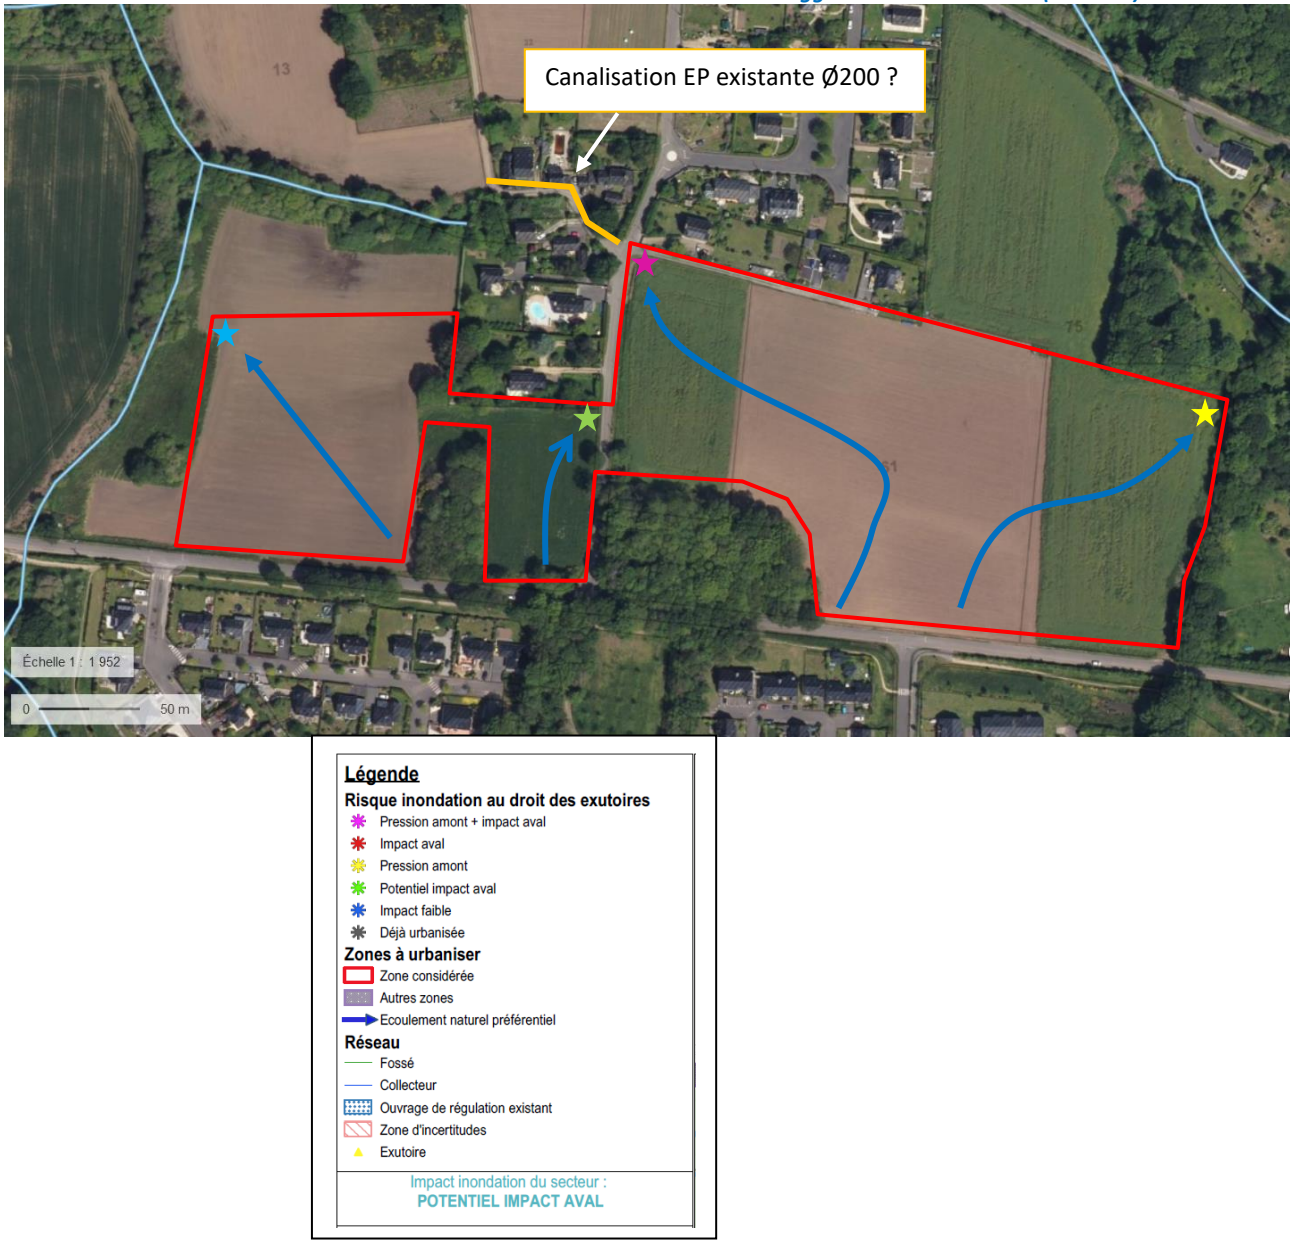 Canalisation EP existante Ø200 ?
13
75
Échelle 1 : 1 952
0 50 m
Légende
Risque inondation au droit des exutoires
Pression amont + impact aval
Impact aval
Pression amont
Potentiel impact aval
Impact faible
Déjà urbanisée
Zones à urbaniser
Zone considérée
Autres zones
Ecoulement naturel préférentiel
Réseau
Fossé
Collecteur
Ouvrage de régulation existant
Zone d'incertitudes
Exutoire
Impact inondation du secteur :
POTENTIEL IMPACT AVAL